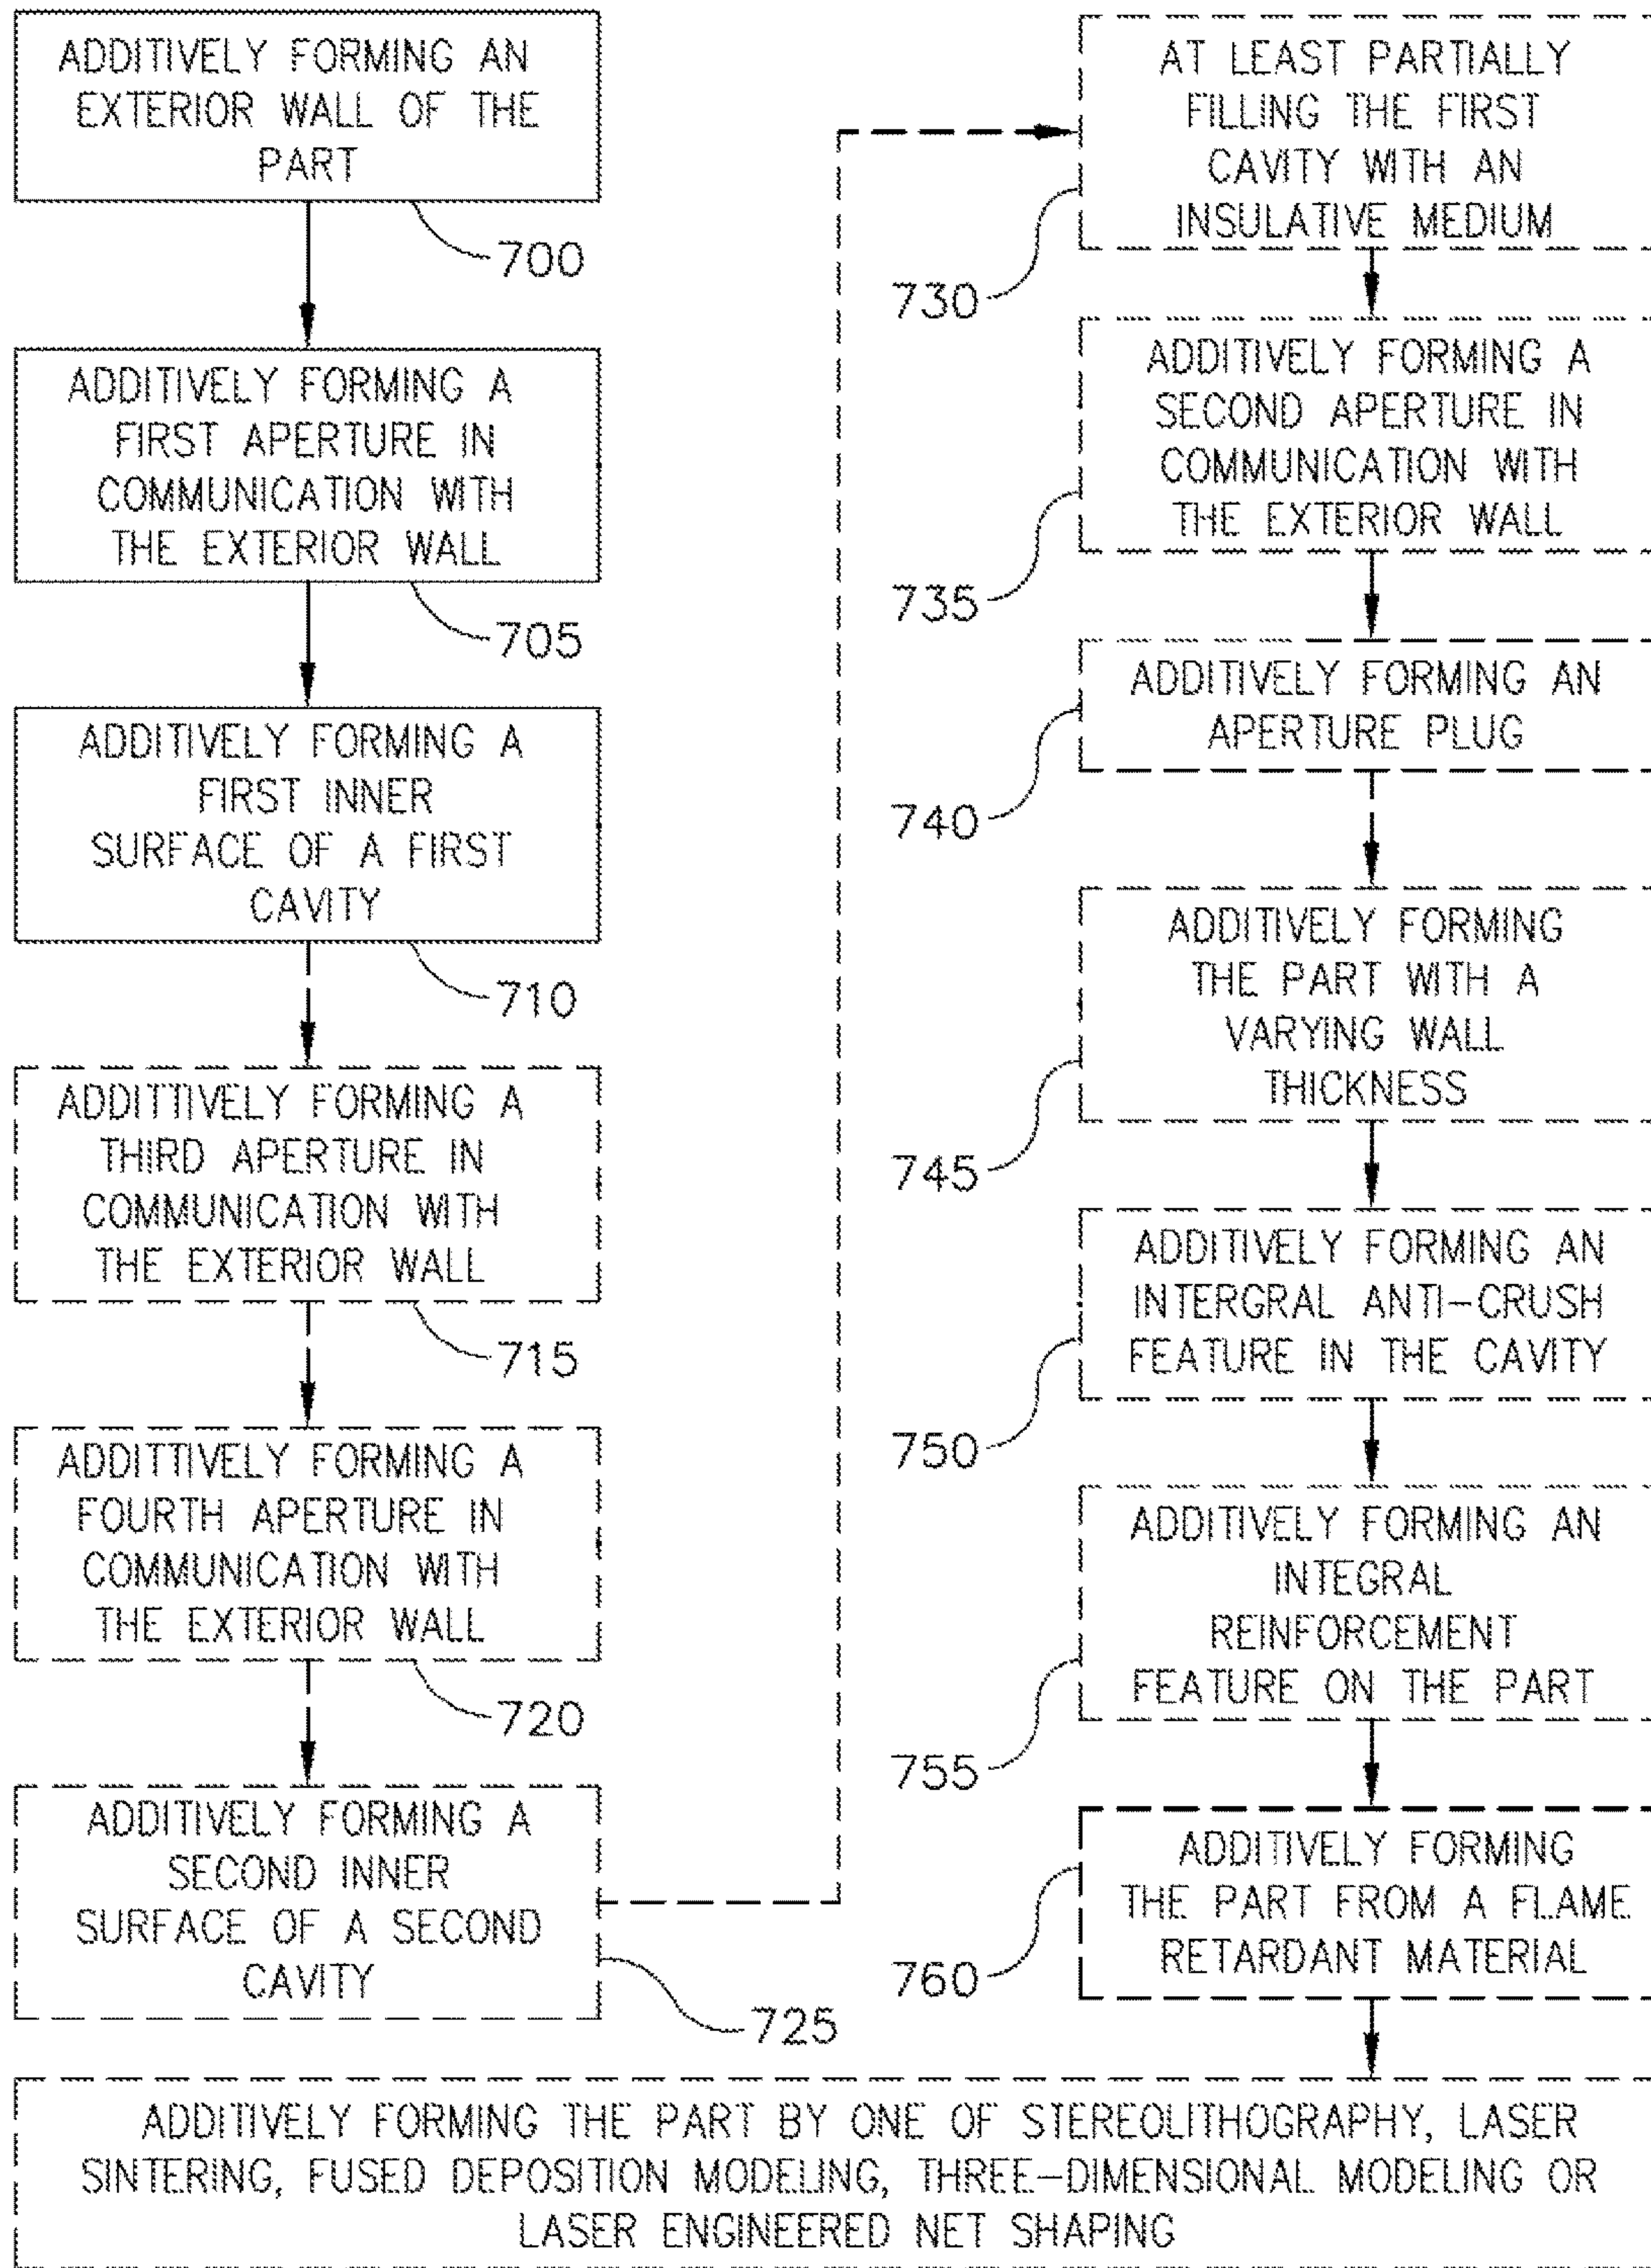 ADDITIVELY FORMING AN
EXTERIOR WALL OF THE
PART
700
ADDITIVELY FORMING A
FIRST APERTURE IN
COMMUNICATION WITH
THE EXTERIOR WALL
705
ADDITIVELY FORMING A
FIRST INNER
SURFACE OF A FIRST
CAVITY
710
ADDITTIVELY FORMING A
THIRD APERTURE IN
COMMUNICATION WITH
THE EXTERIOR WALL
715
ADDITTIVELY FORMING A
FOURTH APERTURE IN
COMMUNICATION WITH
THE EXTERIOR WALL
720
ADDITIVELY FORMING A
SECOND INNER
SURFACE OF A SECOND
CAVITY
725
AT LEAST PARTIALLY
FILLING THE FIRST
CAVITY WITH AN
INSULATIVE MEDIUM
730
ADDITIVELY FORMING A
SECOND APERTURE IN
COMMUNICATION WITH
THE EXTERIOR WALL
735
ADDITIVELY FORMING AN
APERTURE PLUG
740
ADDITIVELY FORMING
THE PART WITH A
VARYING WALL
THICKNESS
745
ADDITIVELY FORMING AN
INTERGRAL ANTI-CRUSH
FEATURE IN THE CAVITY
750
ADDITIVELY FORMING AN
INTEGRAL
REINFORCEMENT
FEATURE ON THE PART
755
ADDITIVELY FORMING
THE PART FROM A FLAME
RETARDANT MATERIAL
760
ADDITIVELY FORMING THE PART BY ONE OF STEREOLITHOGRAPHY, LASER
SINTERING, FUSED DEPOSITION MODELING, THREE-DIMENSIONAL MODELING OR
LASER ENGINEERED NET SHAPING